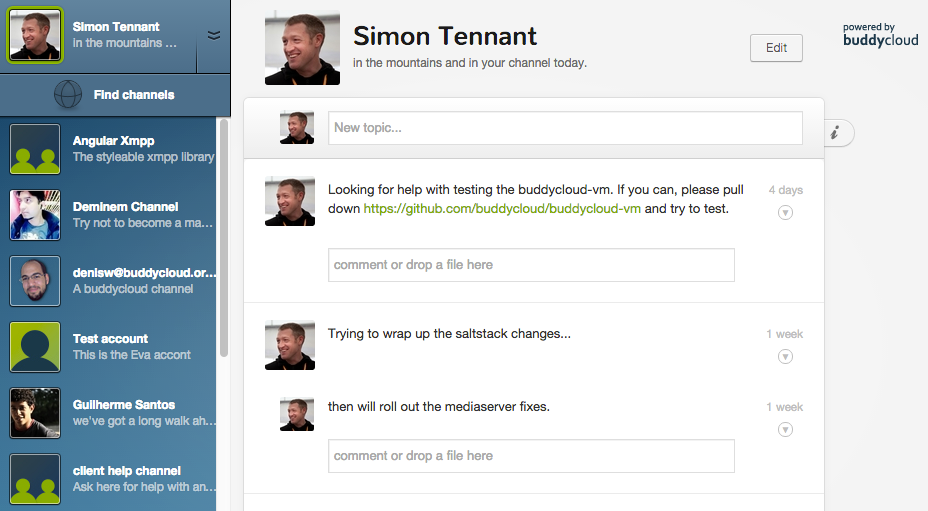 Simon Tennant
in the mountains ...
Find channels
Angular Xmpp
The styleable xmpp library
Deminem Channel
Try not to become a ma...
denisw@buddycloud.or...
A buddycloud channel
Test account
This is the Eva accont
Guilherme Santos
we've got a long walk ah...
client help channel
Ask here for help with an...
Simon Tennant
in the mountains and in your channel today.
Edit
powered by
buddycloud
New topic...
i
Looking for help with testing the buddycloud-vm. If you can, please pull
down https://github.com/buddycloud/buddycloud-vm and try to test.
4 days
comment or drop a file here
Trying to wrap up the saltstack changes...
1 week
then will roll out the mediaserver fixes.
1 week
comment or drop a file here